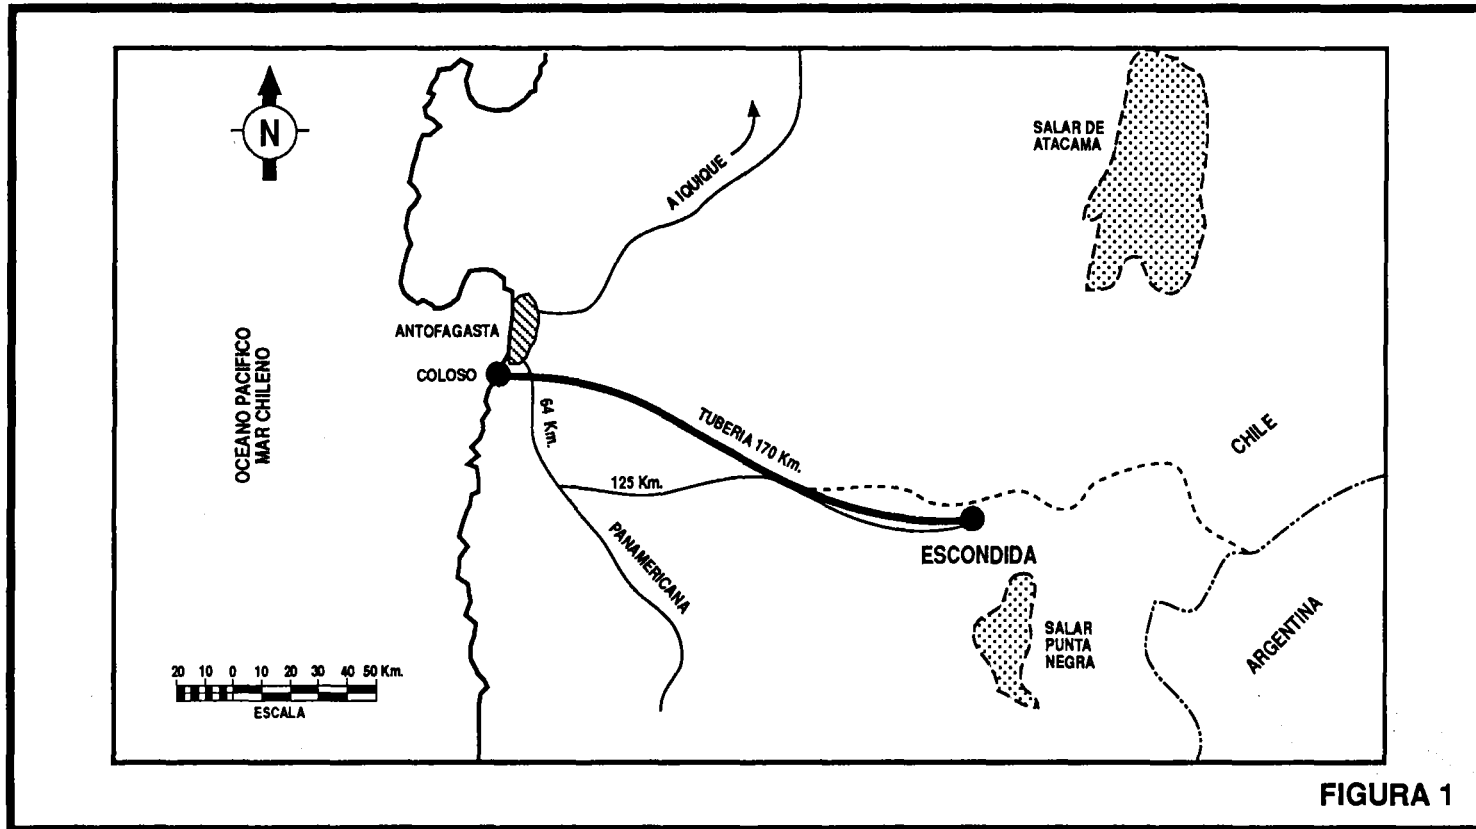 N
A IQUIQUE
SALAR DE
ATACAMA
ANTOFAGASTA
COLOSO
OCEANO PACIFICO
MAR CHILENO
64 Km.
TUBERIA 170 Km.
125 Km.
PANAMERICANA
CHILE
ESCONDIDA
SALAR
PUNTA
NEGRA
ARGENTINA
20 10 0 10 20 30 40 50 Km.
ESCALA
FIGURA 1